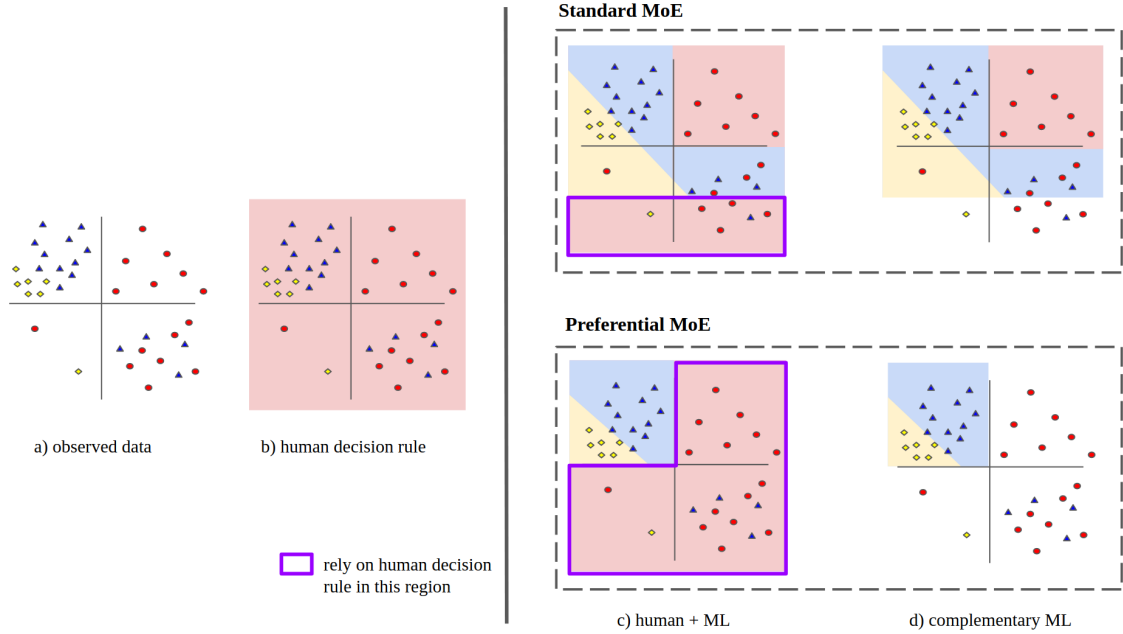 Standard MoE
Preferential MoE
a) observed data
b) human decision rule
rely on human decision
rule in this region
c) human + ML
d) complementary ML